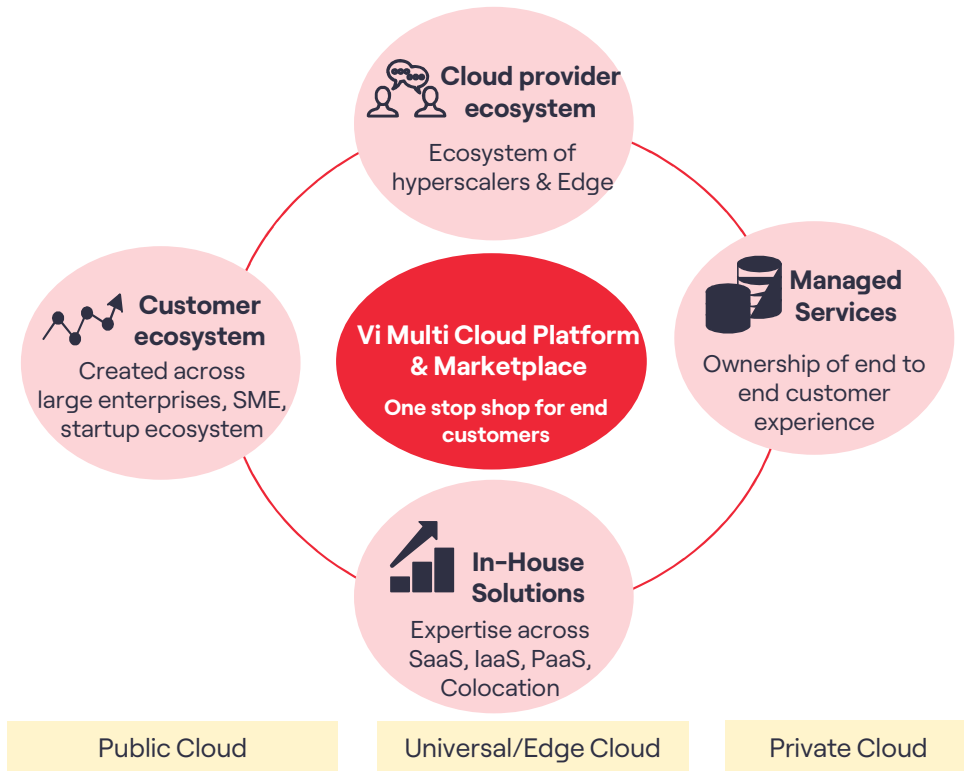 Cloud provider
ecosystem
Ecosystem of
hyperscalers & Edge
Customer
ecosystem
Created across
large enterprises, SME,
startup ecosystem
Vi Multi Cloud Platform
& Marketplace
One stop shop for end
customers
Managed
Services
Ownership of end to
end customer
experience
In-House
Solutions
Expertise across
SaaS, IaaS, PaaS,
Colocation
Public Cloud
Universal/Edge Cloud
Private Cloud